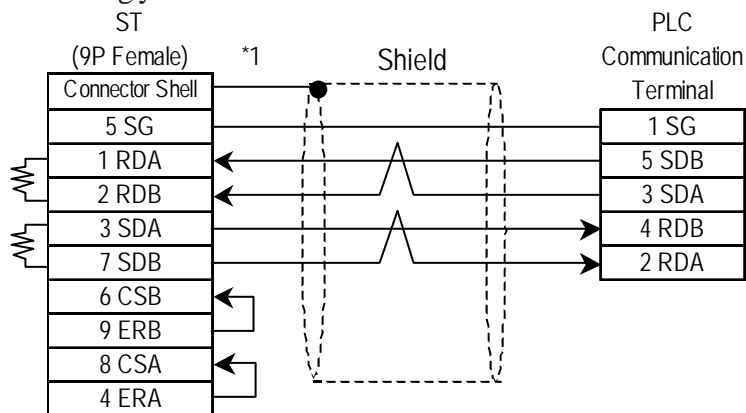 ST
(9P Female)
*1
Shield
PLC
Communication
Terminal
Connector Shell
5 SG
1 SG
1 RDA
5 SDB
2 RDB
3 SDA
3 SDA
4 RDB
7 SDB
2 RDA
6 CSB
9 ERB
8 CSA
4 ERA